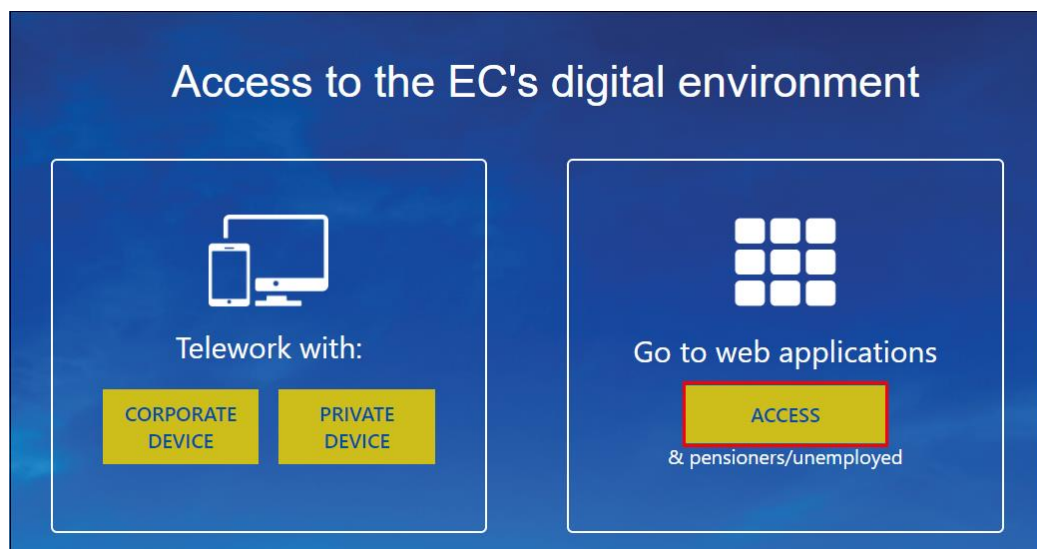 Access to the EC's digital environment
Telework with:
CORPORATE
DEVICE
PRIVATE
DEVICE
Go to web applications
ACCESS
& pensioners/unemployed